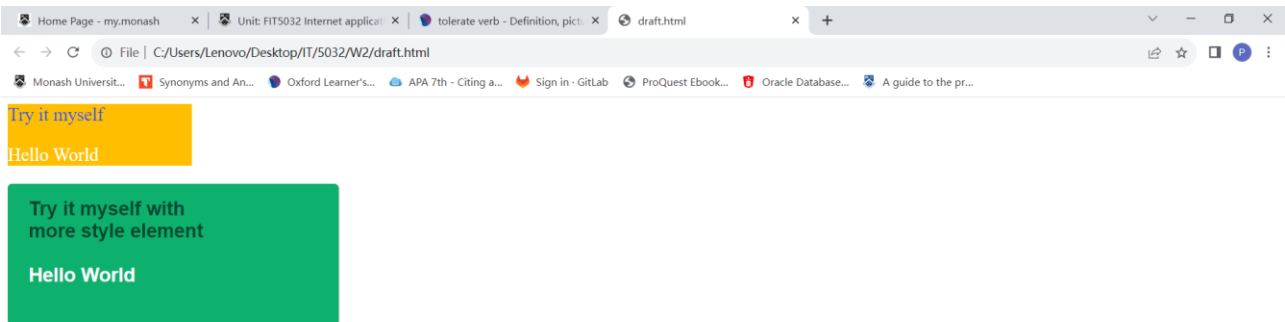 Home Page - my.monash
Unit: FIT5032 Internet applicat
tolerate verb - Definition, pictu
draft.html
File | C:/Users/Lenovo/Desktop/IT/5032/W2/draft.html
P
Monash Universit...
Synonyms and An...
Oxford Learner's...
APA 7th - Citing a...
Sign in · GitLab
ProQuest Ebook...
Oracle Database...
A guide to the pr...
Try it myself
Hello World
Try it myself with
more style element
Hello World